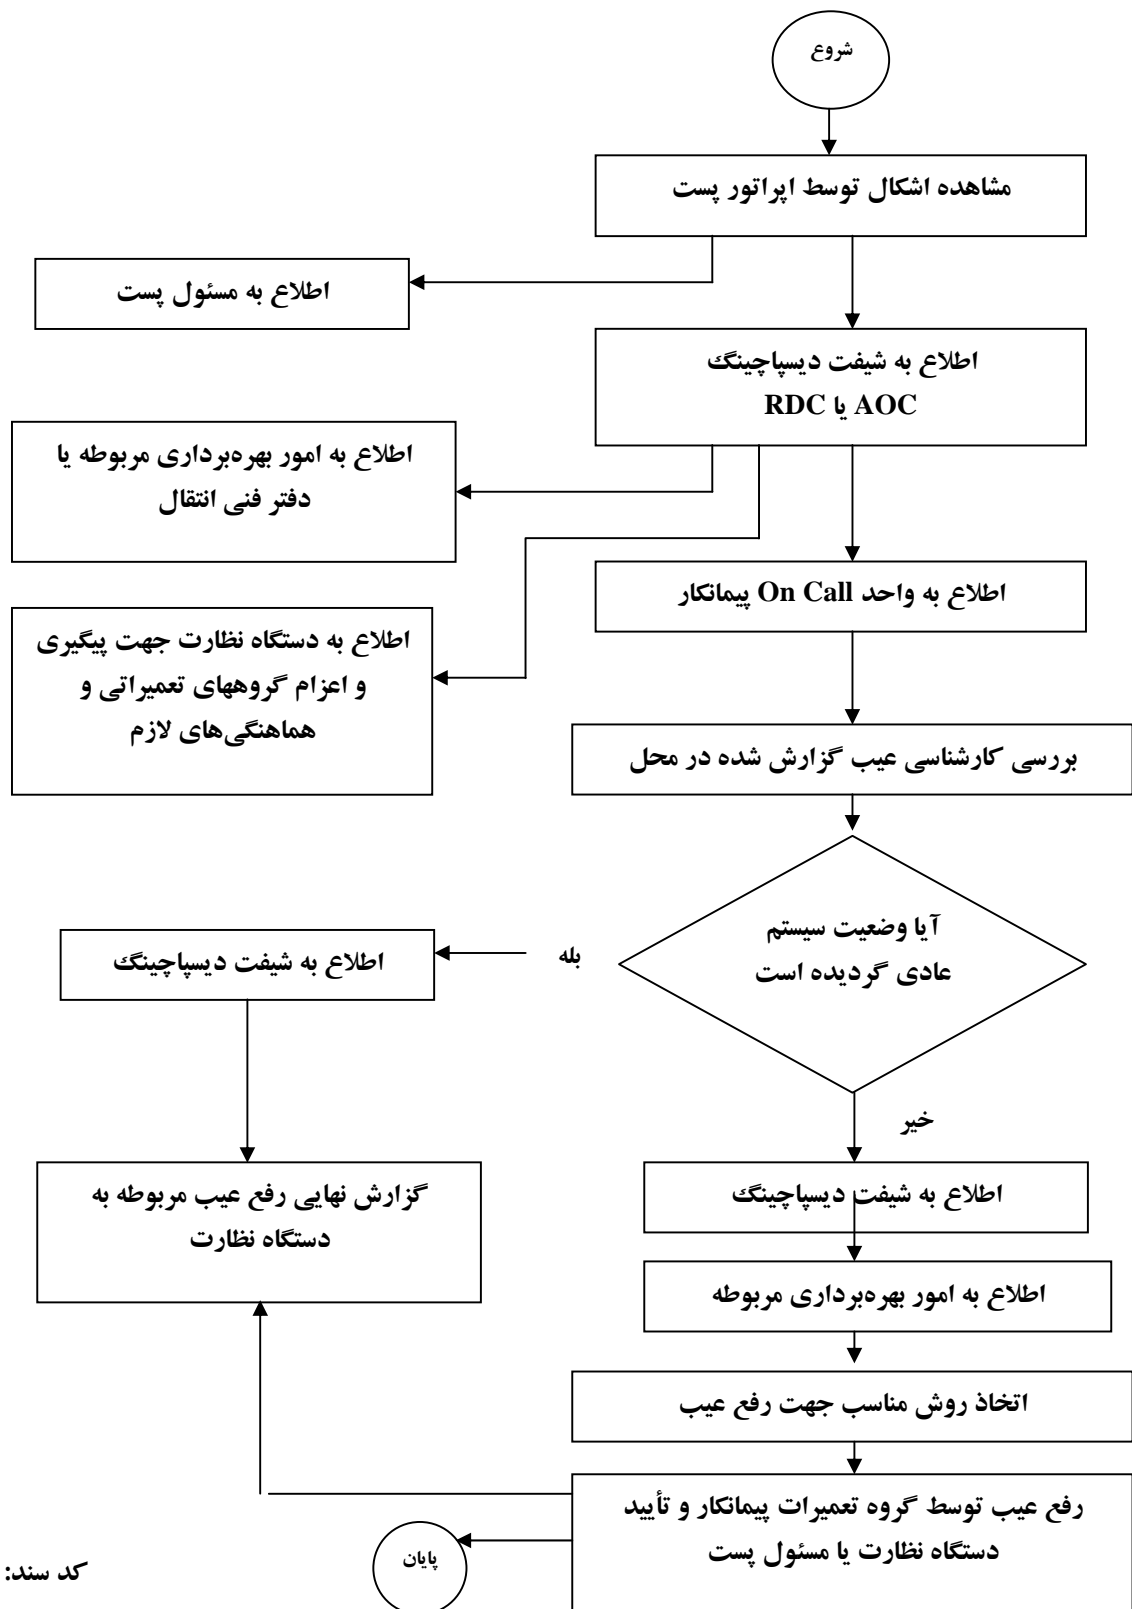 شروع
مشاهده اشکال توسط اپراتور پست
اطلاع به مسئول پست
اطلاع به شیفت دیسپاچینگ
AOC یا RDC
اطلاع به امور بهره‌برداری مربوطه یا
دفتر فنی انتقال
اطلاع به واحد On Call پیمانکار
اطلاع به دستگاه نظارت جهت پیگیری
و اعزام گروههای تعمیراتی و
هماهنگی‌های لازم
بررسی کارشناسی عیب گزارش شده در محل
آیا وضعیت سیستم
عادی گردیده است
بله
اطلاع به شیفت دیسپاچینگ
خیر
گزارش نهایی رفع عیب مربوطه به
دستگاه نظارت
اطلاع به شیفت دیسپاچینگ
اطلاع به امور بهره‌برداری مربوطه
اتخاذ روش مناسب جهت رفع عیب
رفع عیب توسط گروه تعمیرات پیمانکار و تأیید
دستگاه نظارت یا مسئول پست
پایان
کد سند: